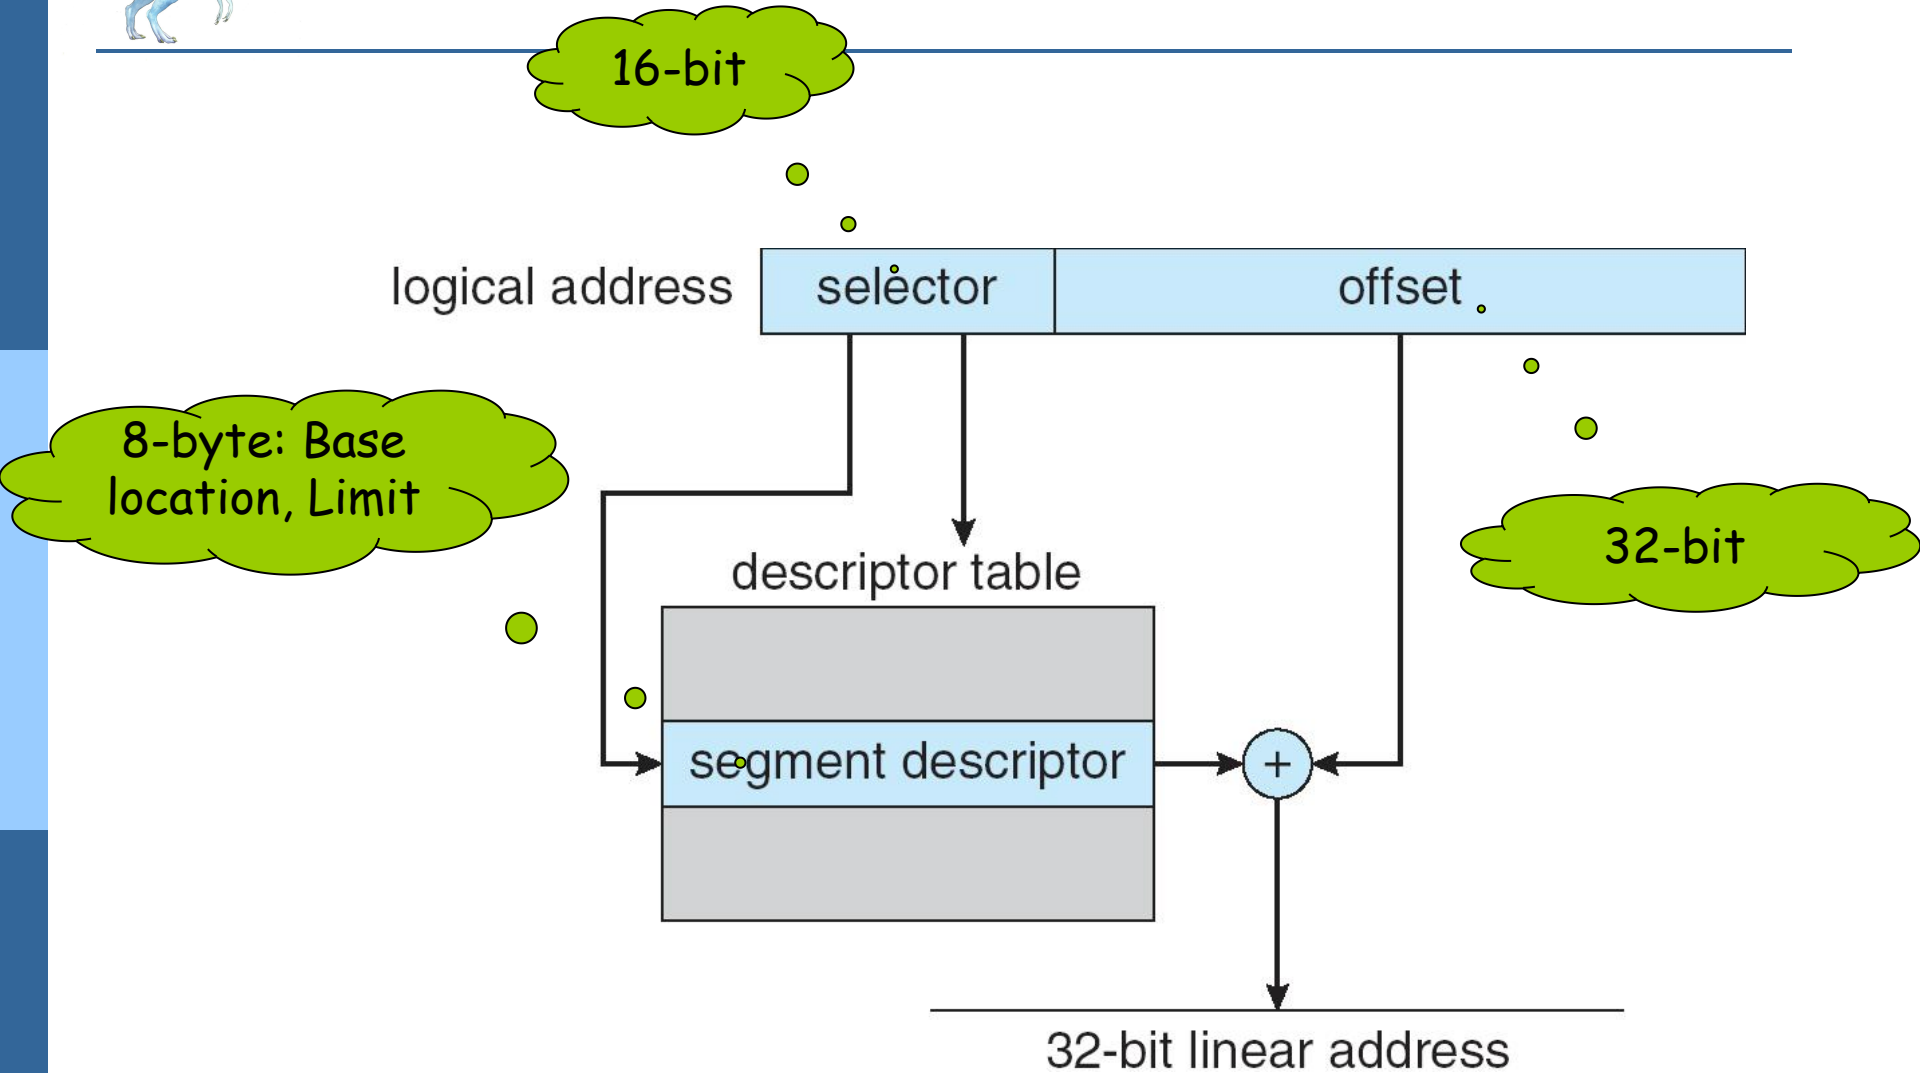 16-bit
logical address selector offset
8-byte: Base
location, Limit
32-bit
descriptor table
segment descriptor +
32-bit linear address